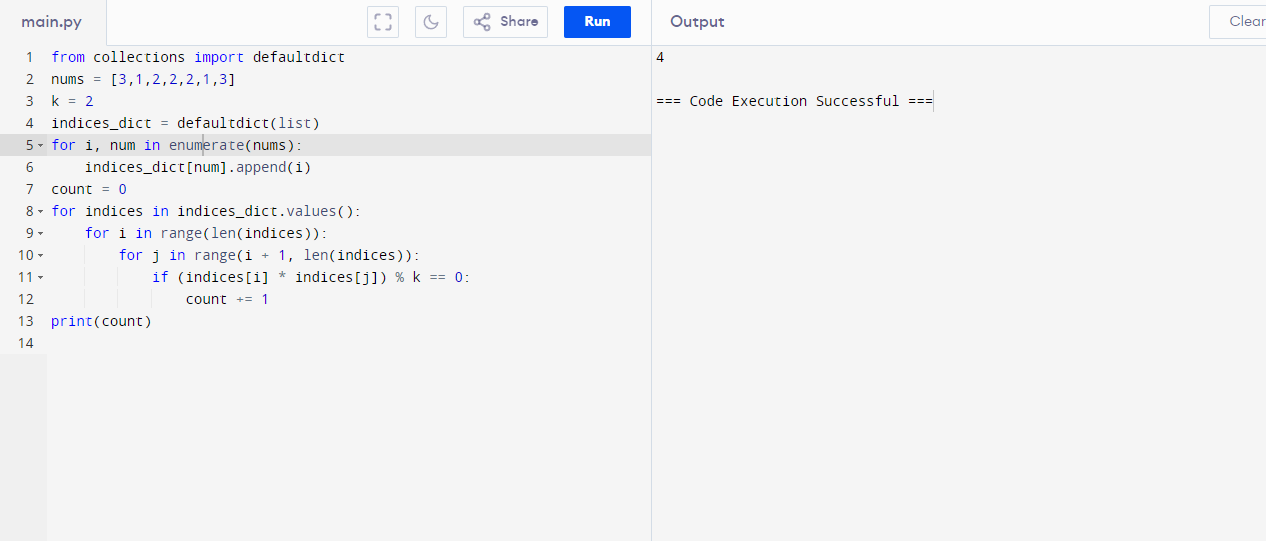 main.py Share Run Output Clear
1 from collections import defaultdict 4
2 nums = [3,1,2,2,2,1,3]
3 k = 2 === Code Execution Successful ===
4 indices_dict = defaultdict(list)
5 for i, num in enumerate(nums):
6     indices_dict[num].append(i)
7 count = 0
8 for indices in indices_dict.values():
9     for i in range(len(indices)):
10         for j in range(i + 1, len(indices)):
11             if (indices[i] * indices[j]) % k == 0:
12                 count += 1
13 print(count)
14